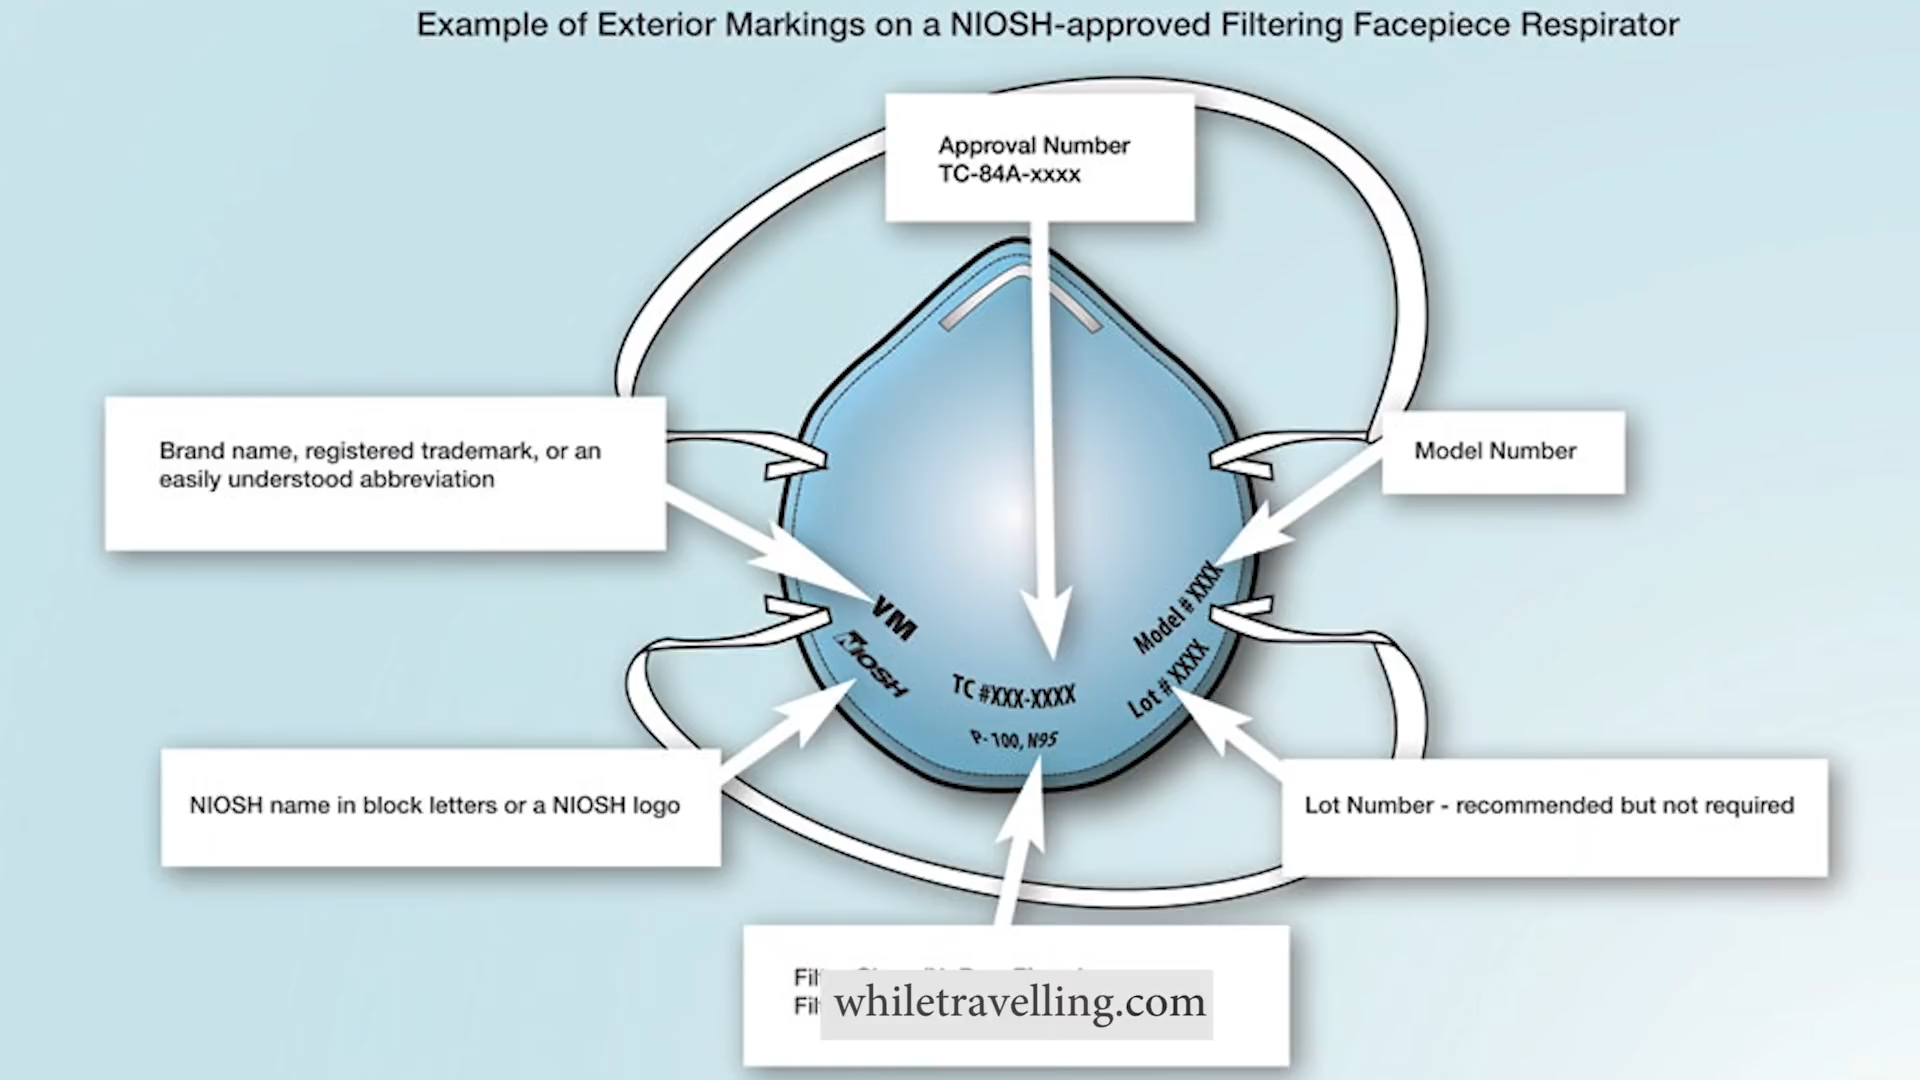 Example of Exterior Markings on a NIOSH-approved Filtering Facepiece Respirator
Approval Number
TC-84A-xxxx
Brand name, registered trademark, or an
easily understood abbreviation
Model Number
VM
NIOSH
TC #XXX-XXXX
P-100, N95
Model # XXXX
Lot # XXXX
NIOSH name in block letters or a NIOSH logo
Lot Number - recommended but not required
whiletravelling.com